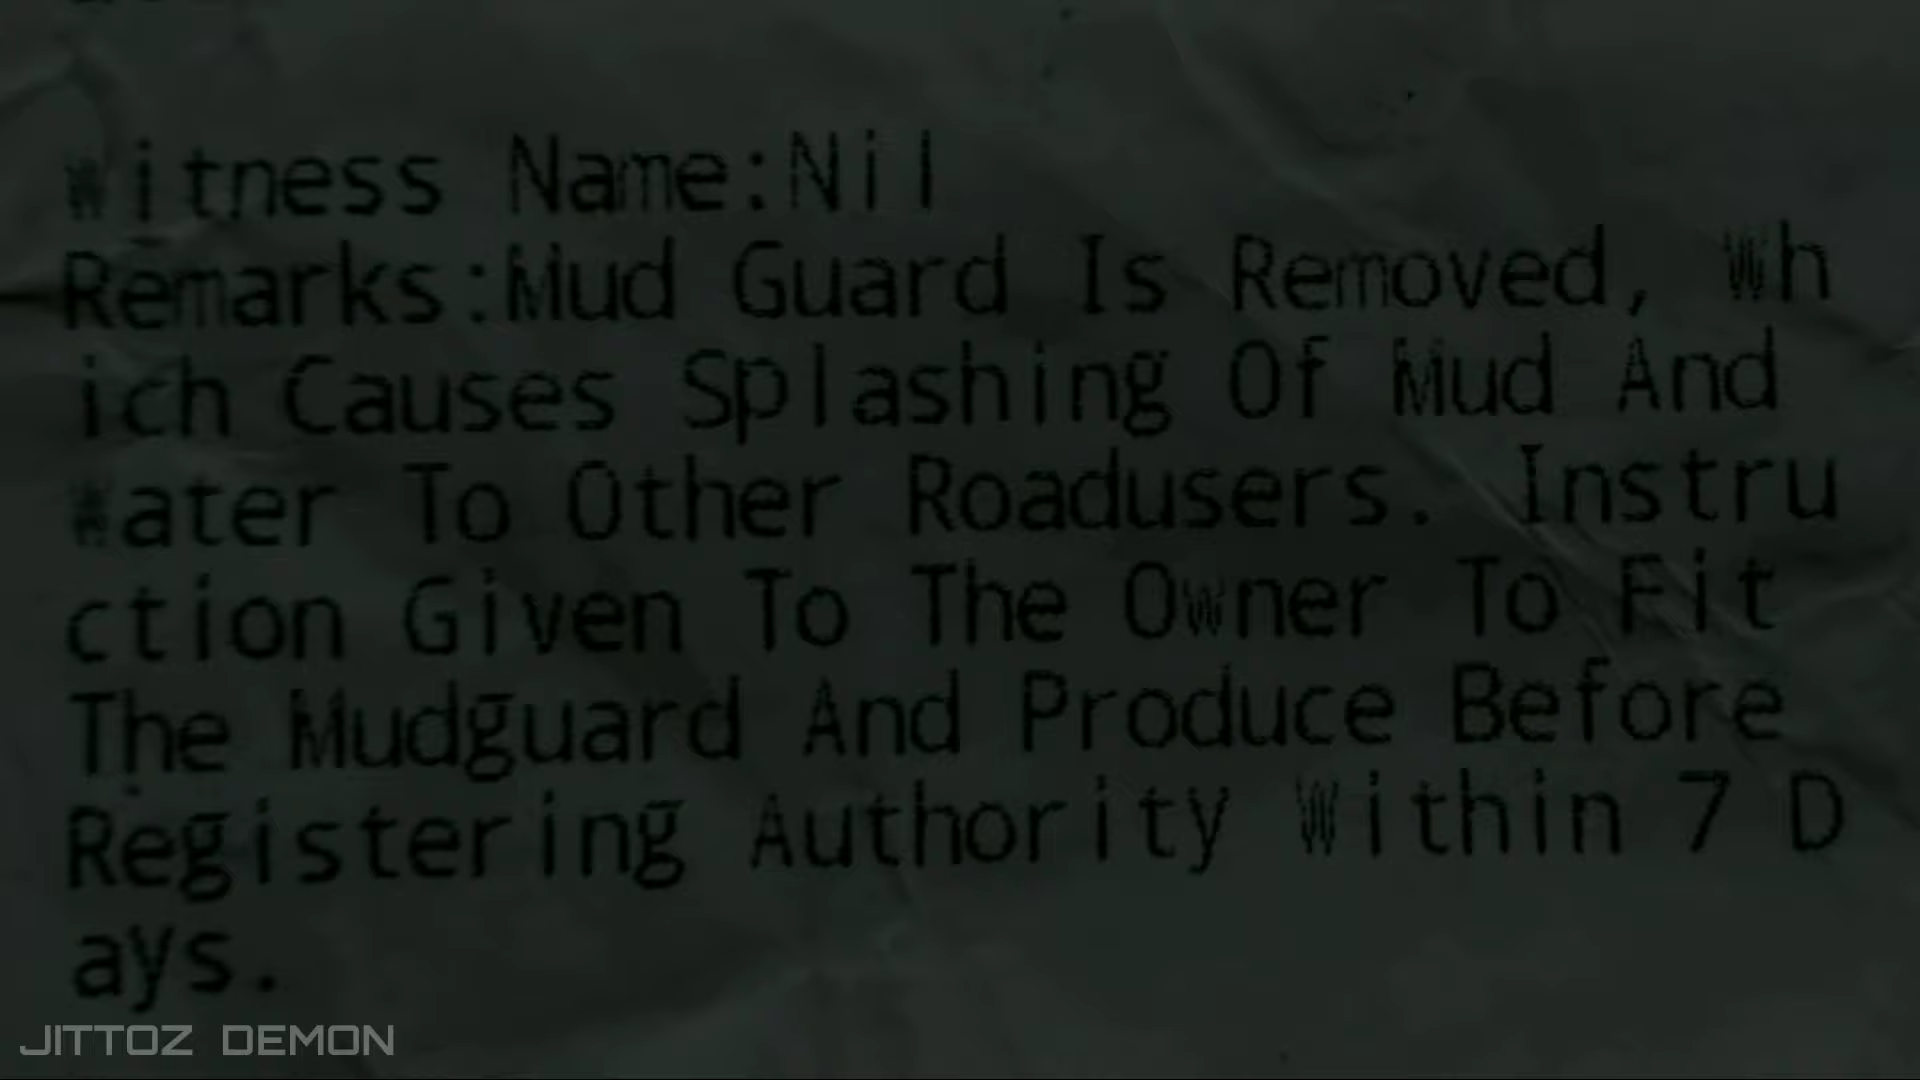 Witness Name:Nil
Remarks:Mud Guard Is Removed, Wh
ich Causes Splashing Of Mud And
Water To Other Roadusers. Instru
ction Given To The Owner To Fit
The Mudguard And Produce Before
Registering Authority Within 7 D
ays.
JITTOZ DEMON